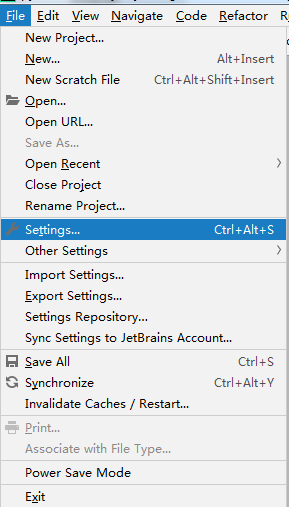 File Edit View Navigate Code Refactor
New Project...
New... Alt+Insert
New Scratch File Ctrl+Alt+Shift+Insert
Open...
Open URL...
Save As...
Open Recent
Close Project
Rename Project...
Settings... Ctrl+Alt+S
Other Settings
Import Settings...
Export Settings...
Settings Repository...
Sync Settings to JetBrains Account...
Save All Ctrl+S
Synchronize Ctrl+Alt+Y
Invalidate Caches / Restart...
Print...
Associate with File Type...
Power Save Mode
Exit